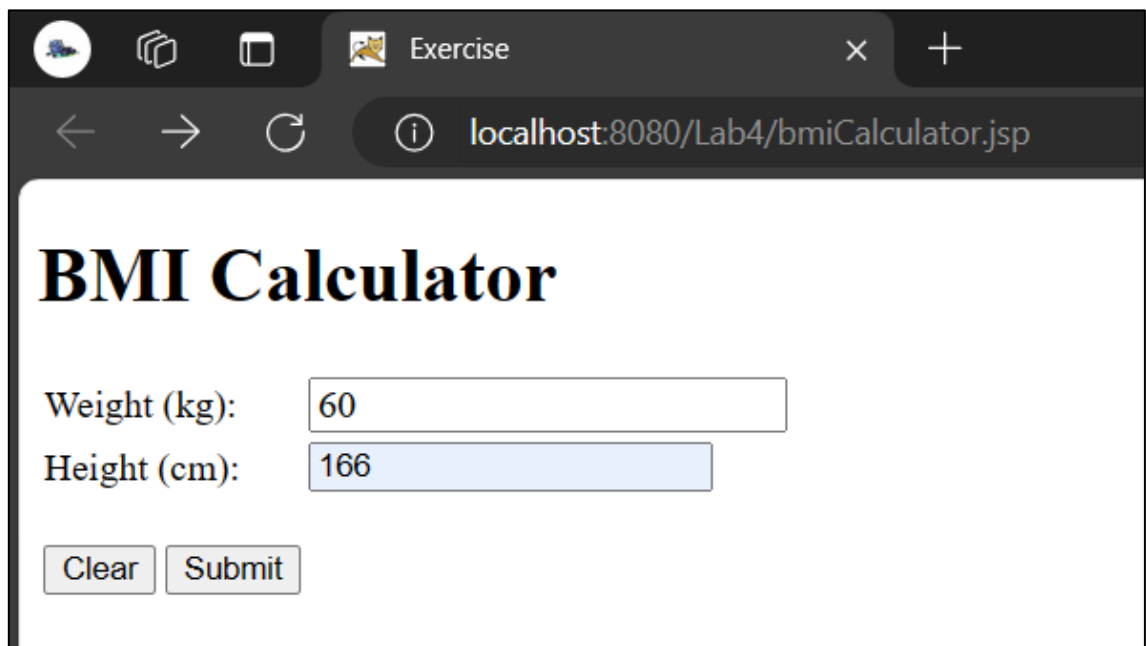 Exercise
localhost:8080/Lab4/bmiCalculator.jsp
BMI Calculator
Weight (kg): 60
Height (cm): 166
Clear Submit